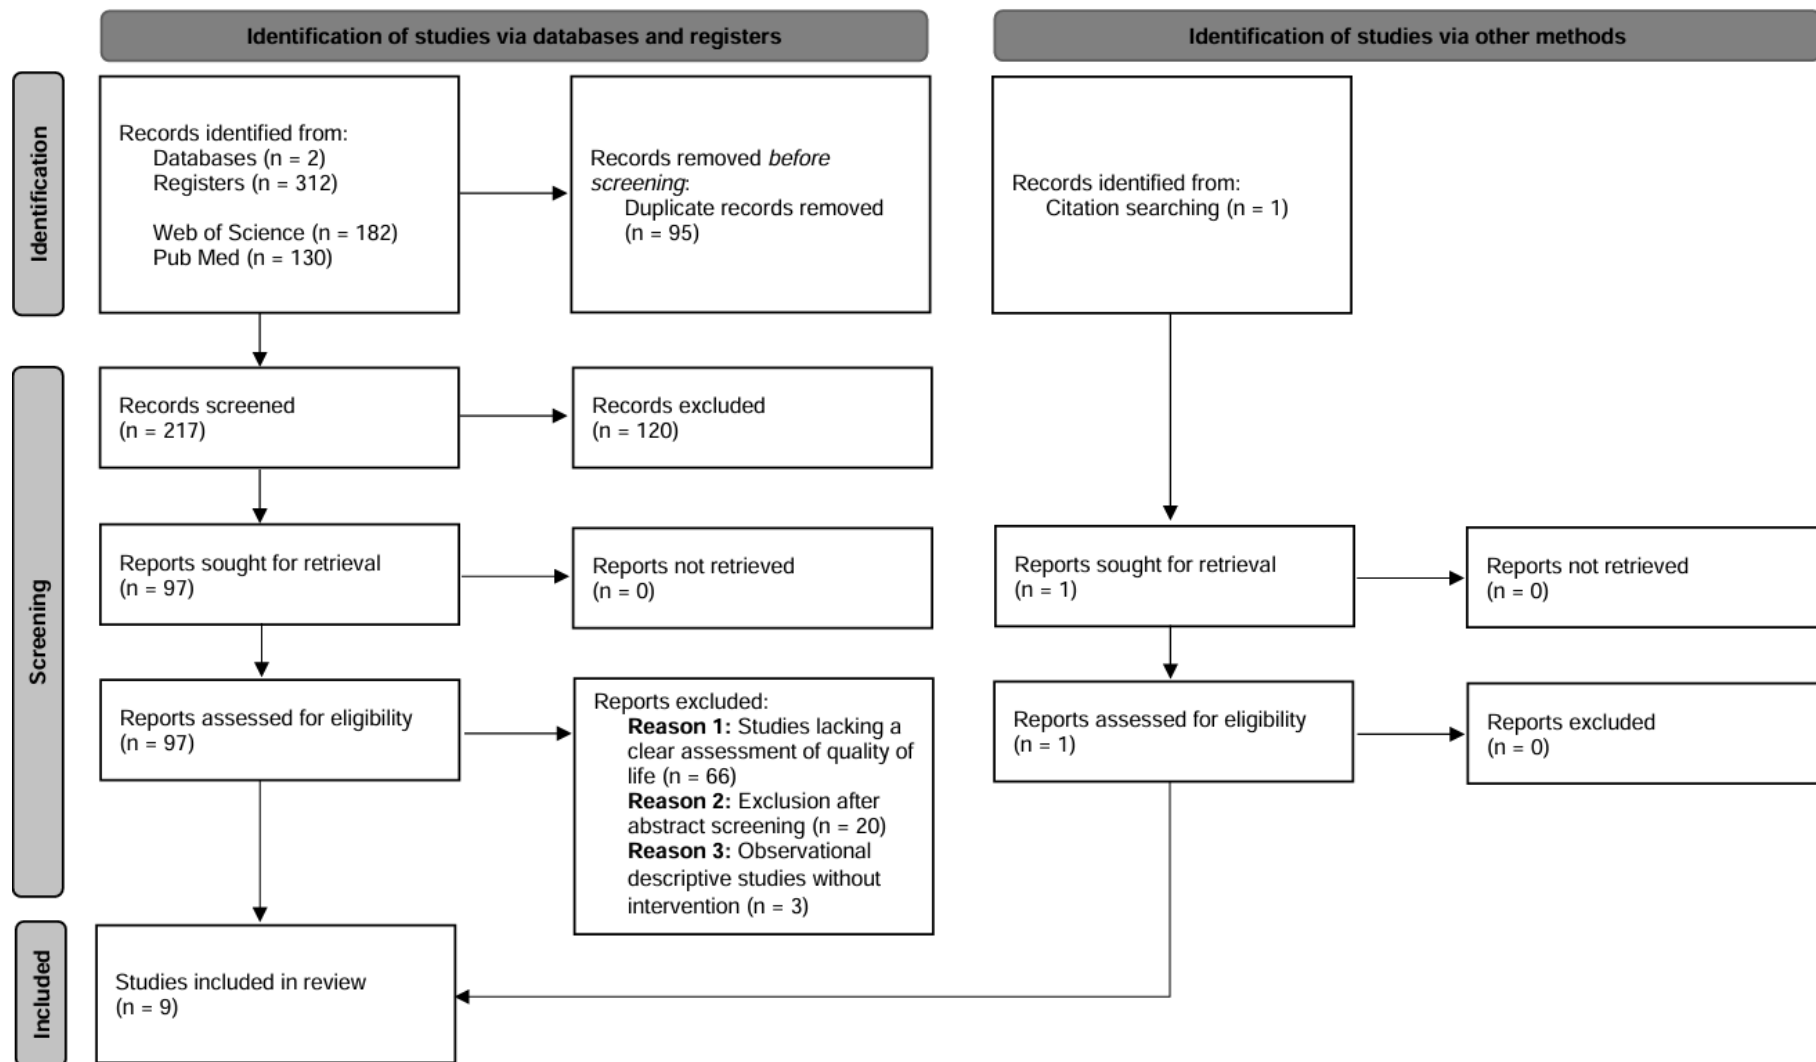 Identification of studies via databases and registers
Identification of studies via other methods
Identification
Records identified from:
Databases (n = 2)
Registers (n = 312)
Web of Science (n = 182)
Pub Med (n = 130)
Records removed before
screening:
Duplicate records removed
(n = 95)
Records identified from:
Citation searching (n = 1)
Screening
Records screened
(n = 217)
Records excluded
(n = 120)
Reports sought for retrieval
(n = 97)
Reports not retrieved
(n = 0)
Reports sought for retrieval
(n = 1)
Reports not retrieved
(n = 0)
Reports assessed for eligibility
(n = 97)
Reports excluded:
Reason 1: Studies lacking a
clear assessment of quality of
life (n = 66)
Reason 2: Exclusion after
abstract screening (n = 20)
Reason 3: Observational
descriptive studies without
intervention (n = 3)
Reports assessed for eligibility
(n = 1)
Reports excluded
(n = 0)
Included
Studies included in review
(n = 9)